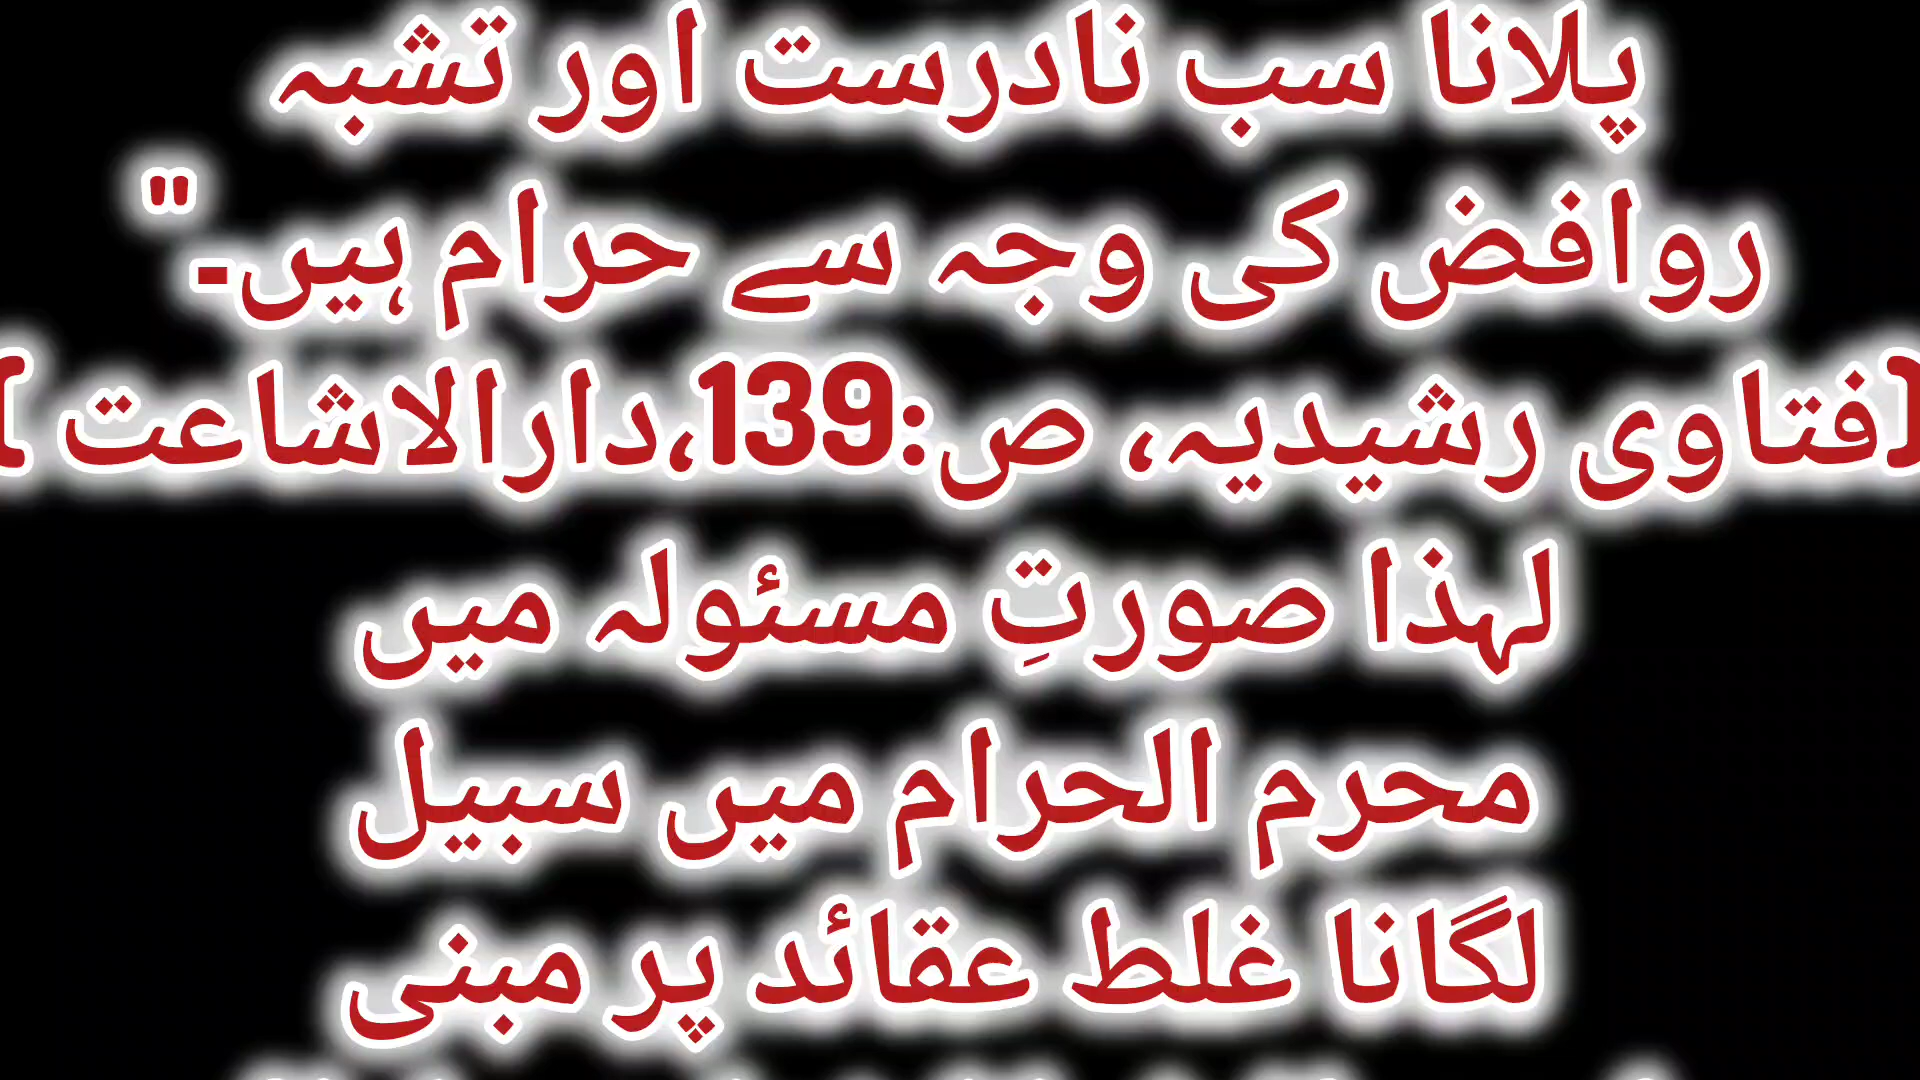 پلانا سب نادرست اور تشبہ
روافض کی وجہ سے حرام ہیں۔"
(فتاوی رشیدیہ، ص:139،دارالاشاعت )
لہذا صورتِ مسئولہ میں
محرم الحرام میں سبیل
لگانا غلط عقائد پر مبنی